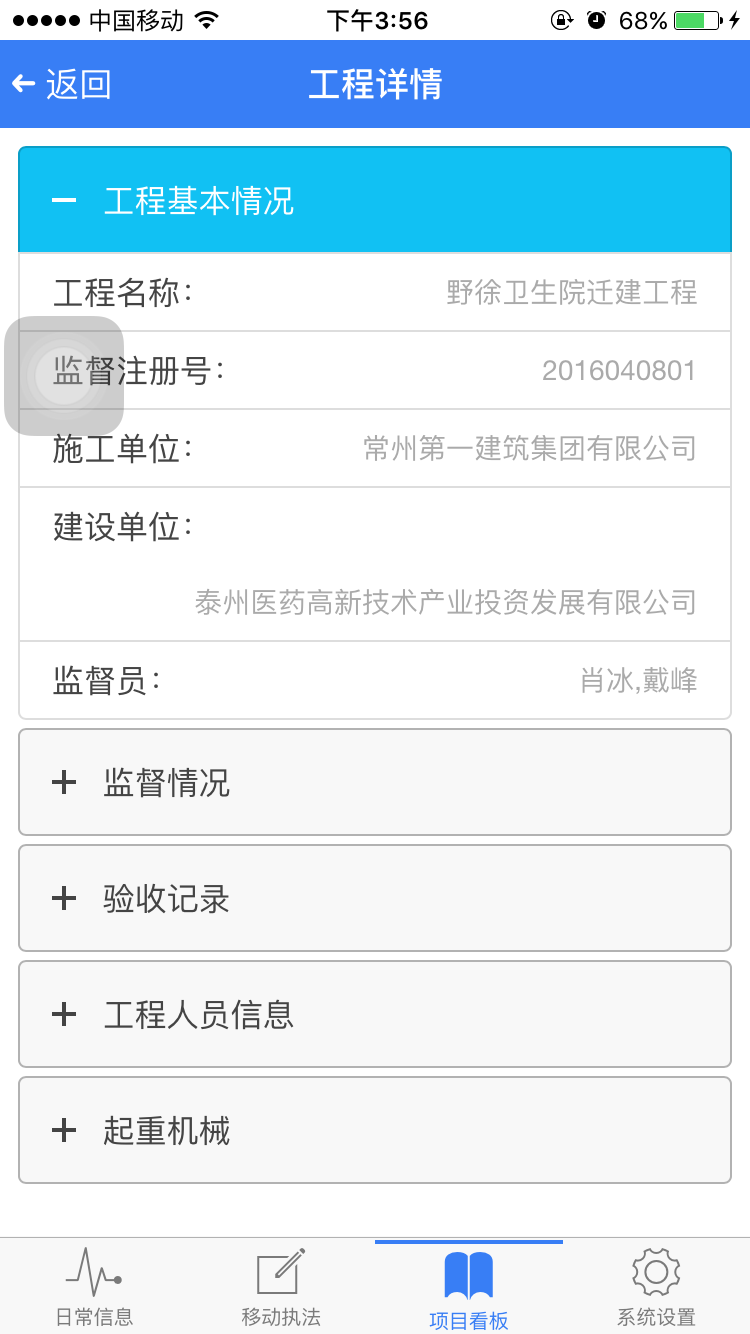 中国移动 下午3:56 68%
返回 工程详情
工程基本情况
工程名称: 野徐卫生院迁建工程
监督注册号: 2016040801
施工单位: 常州第一建筑集团有限公司
建设单位:
泰州医药高新技术产业投资发展有限公司
监督员: 肖冰,戴峰
监督情况
验收记录
工程人员信息
起重机械
日常信息 移动执法 项目看板 系统设置